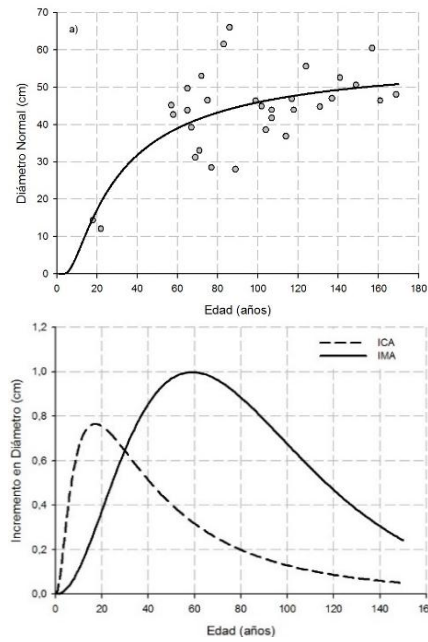 a)
Diámetro Normal (cm)
70
60
50
40
30
20
10
0
0 20 40 60 80 100 120 140 160 180
Edad (años)
Incremento en Diámetro (cm)
1,2
1,0
0,8
0,6
0,4
0,2
0,0
ICA
IMA
0 20 40 60 80 100 120 140 160
Edad (años)